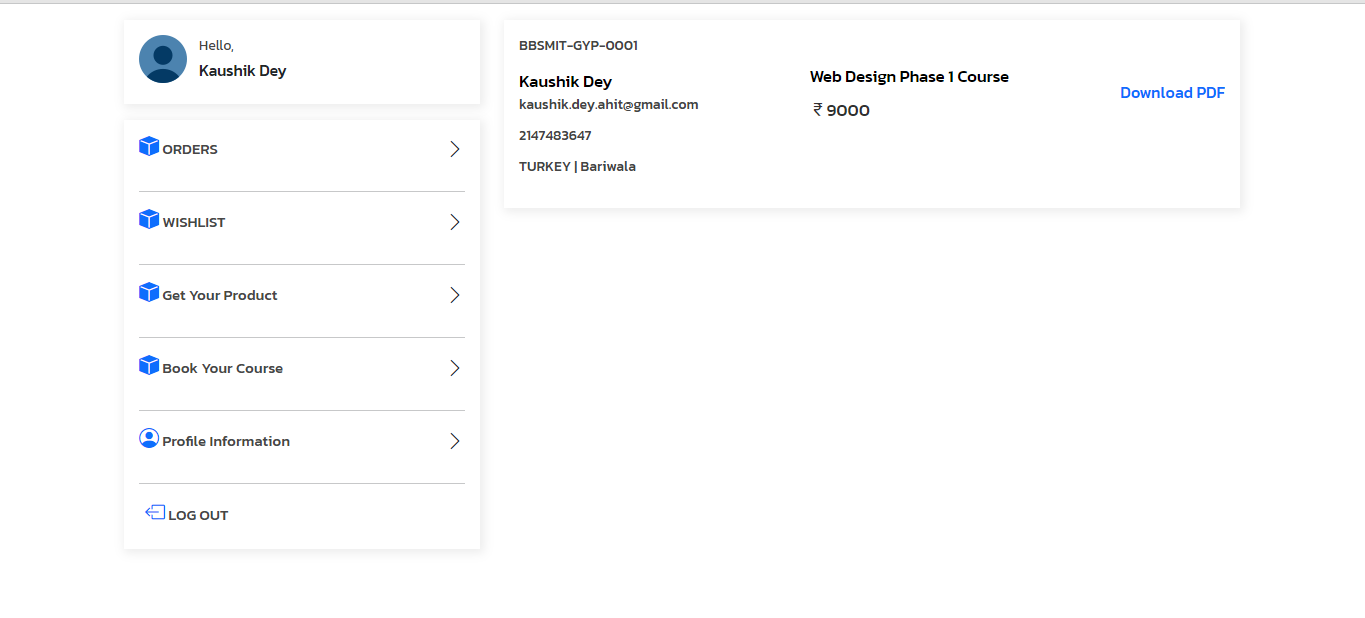 Hello,
Kaushik Dey
ORDERS
WISHLIST
Get Your Product
Book Your Course
Profile Information
LOG OUT
BBSMIT-GYP-0001
Kaushik Dey
kaushik.dey.ahit@gmail.com
2147483647
TURKEY | Bariwala
Web Design Phase 1 Course
₹ 9000
Download PDF